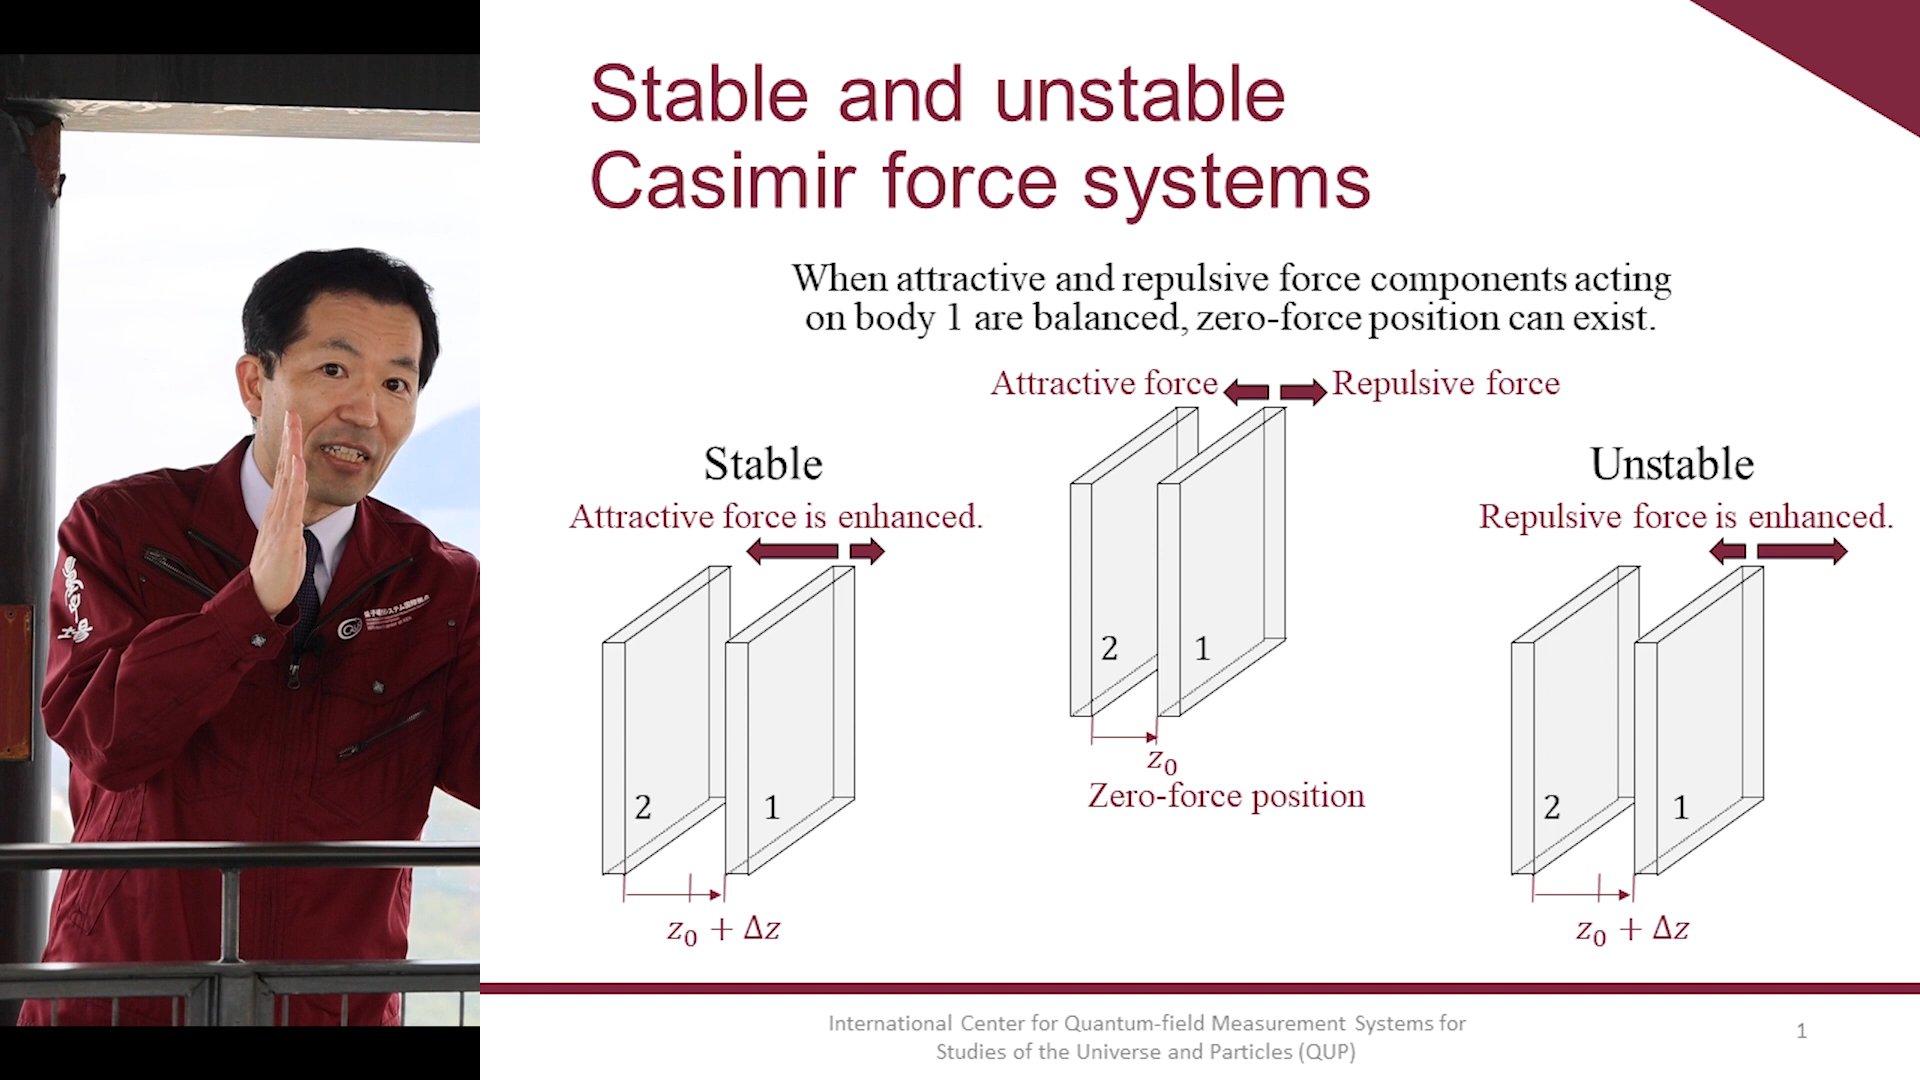 Stable and unstable
Casimir force systems
When attractive and repulsive force components acting
on body 1 are balanced, zero-force position can exist.
Attractive force
Repulsive force
Stable
Attractive force is enhanced.
Unstable
Repulsive force is enhanced.
2
1
z₀
Zero-force position
2
1
z₀ + Δz
2
1
z₀ + Δz
International Center for Quantum-field Measurement Systems for
Studies of the Universe and Particles (QUP)
1